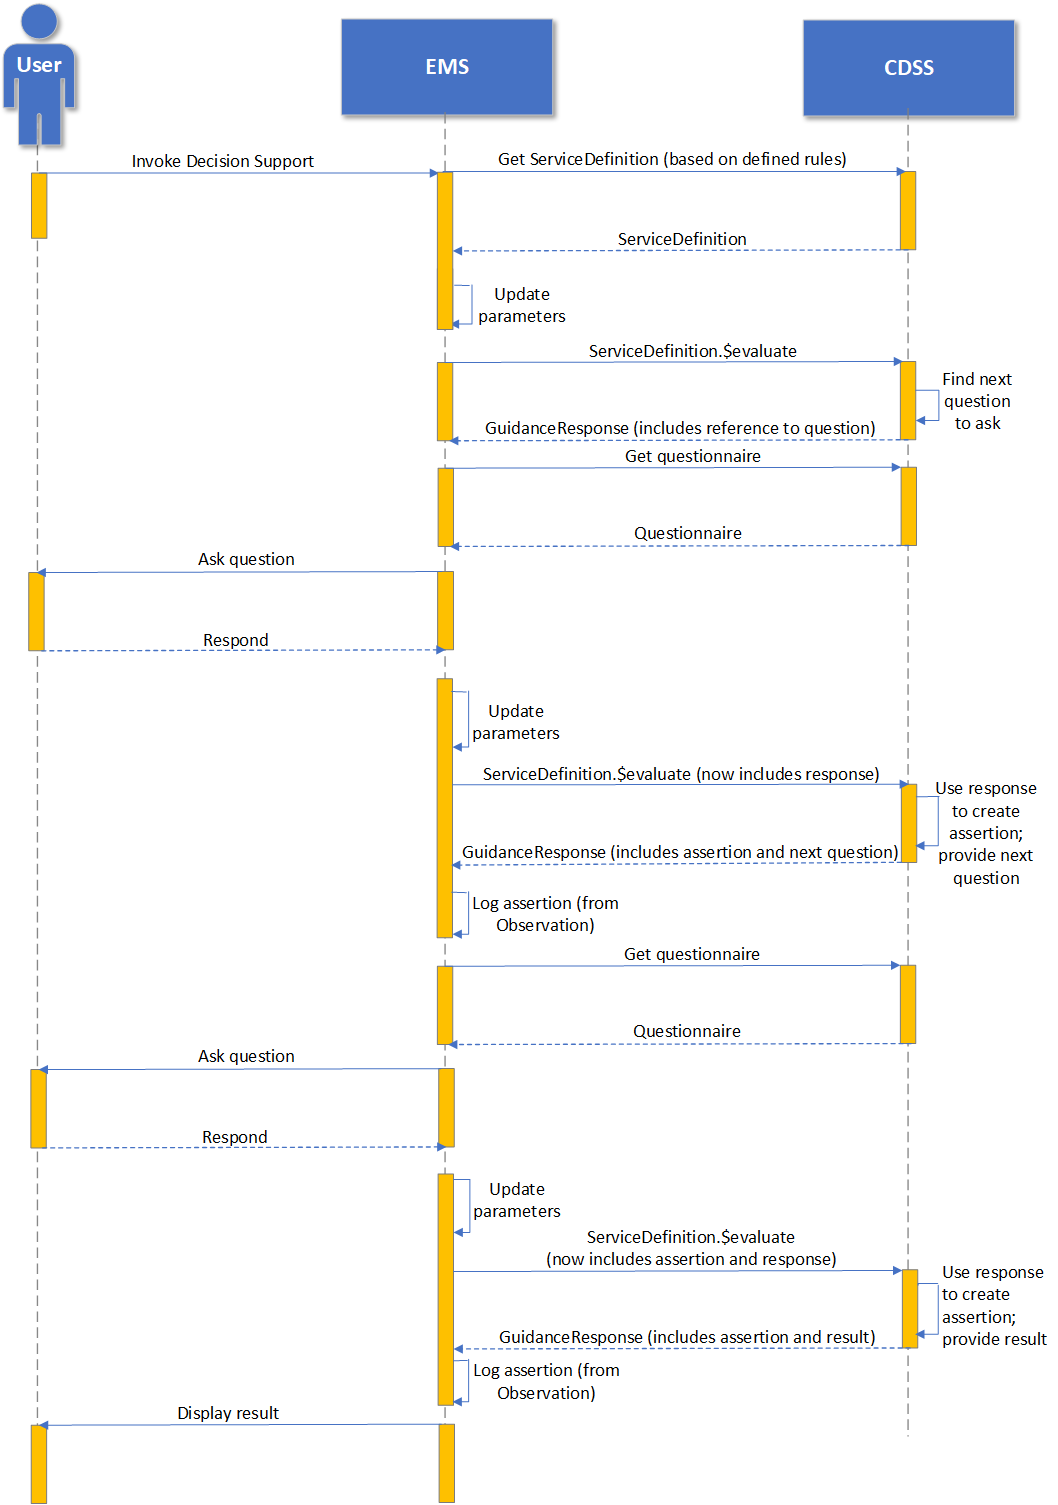 User
EMS
CDSS
Invoke Decision Support
Get ServiceDefinition (based on defined rules)
ServiceDefinition
Update
parameters
ServiceDefinition.$evaluate
Find next
question
to ask
GuidanceResponse (includes reference to question)
Get questionnaire
Questionnaire
Ask question
Respond
Update
parameters
ServiceDefinition.$evaluate (now includes response)
Use response
to create
assertion;
provide next
question
GuidanceResponse (includes assertion and next question)
Log assertion (from
Observation)
Get questionnaire
Questionnaire
Ask question
Respond
Update
parameters
ServiceDefinition.$evaluate
(now includes assertion and response)
Use response
to create
assertion;
provide result
GuidanceResponse (includes assertion and result)
Log assertion (from
Observation)
Display result